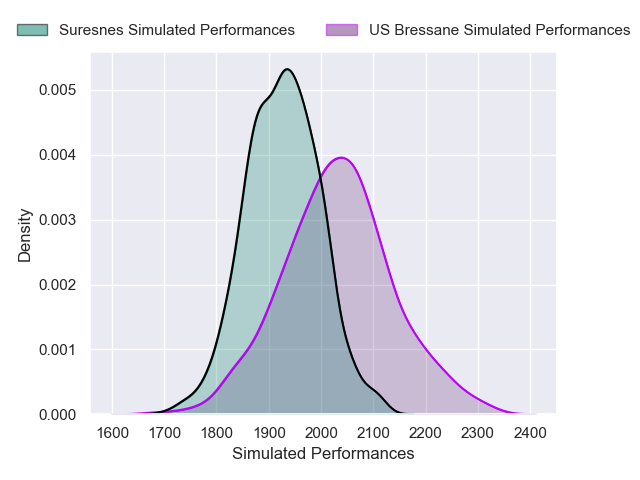 Suresnes Simulated Performances US Bressane Simulated Performances
0.005
0.004
0.003
0.002
0.001
0.000
Density
1600 1700 1800 1900 2000 2100 2200 2300 2400
Simulated Performances